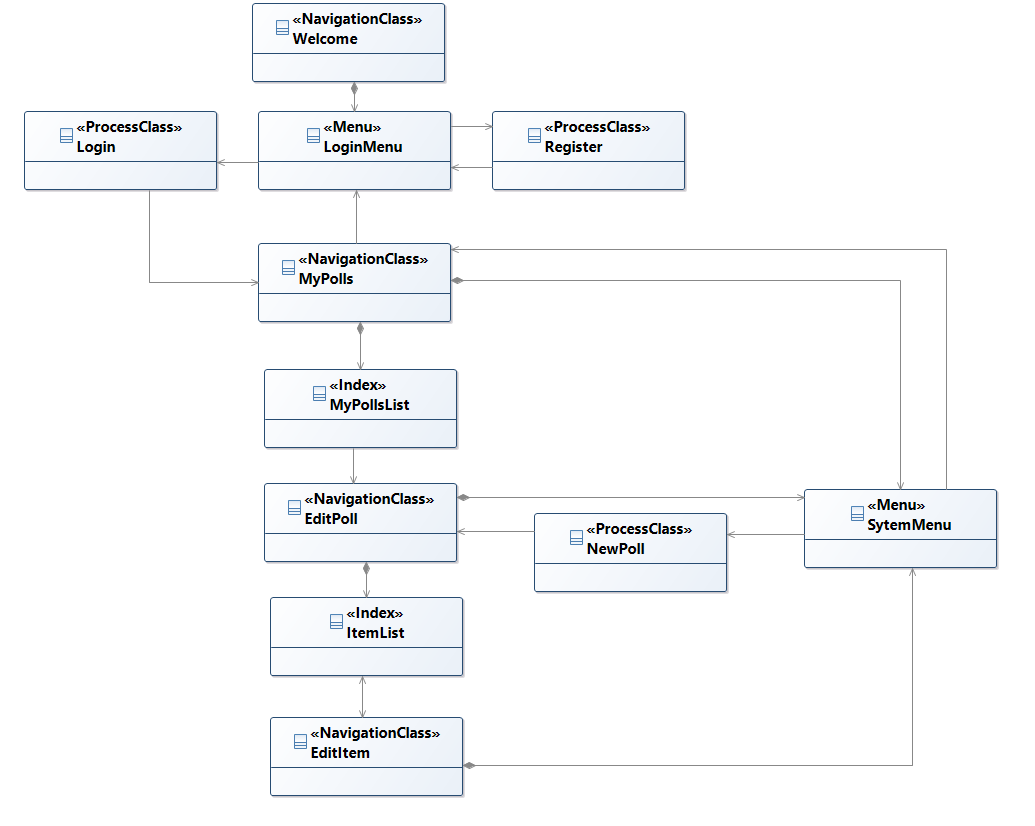 «NavigationClass»
Welcome
«ProcessClass»
Login
«Menu»
LoginMenu
«ProcessClass»
Register
«NavigationClass»
MyPolls
«Index»
MyPollsList
«NavigationClass»
EditPoll
«ProcessClass»
NewPoll
«Menu»
SytemMenu
«Index»
ItemList
«NavigationClass»
EditItem